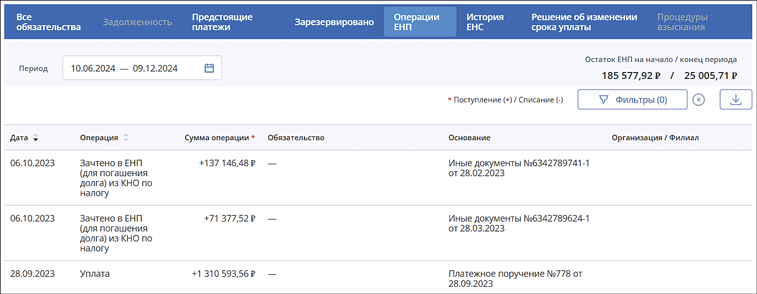 Все обязательства
Задолженность
Предстоящие платежи
Зарезервировано
Операции ЕНП
История ЕНС
Решение об изменении срока уплаты
Процедуры взыскания
Период
10.06.2024 — 09.12.2024
Остаток ЕНП на начало / конец периода
185 577,92 ₽ / 25 005,71 ₽
* Поступление (+) / Списание (-)
Фильтры (0)
Дата Операция Сумма операции * Обязательство Основание Организация / Филиал
06.10.2023 Зачтено в ЕНП +137 146,48 ₽ — Иные документы №6342789741-1
(для погашения от 28.02.2023
долга) из КНО по
налогу
06.10.2023 Зачтено в ЕНП +71 377,52 ₽ — Иные документы №6342789624-1
(для погашения от 28.03.2023
долга) из КНО по
налогу
28.09.2023 Уплата +1 310 593,56 ₽ — Платежное поручение №778 от
28.09.2023